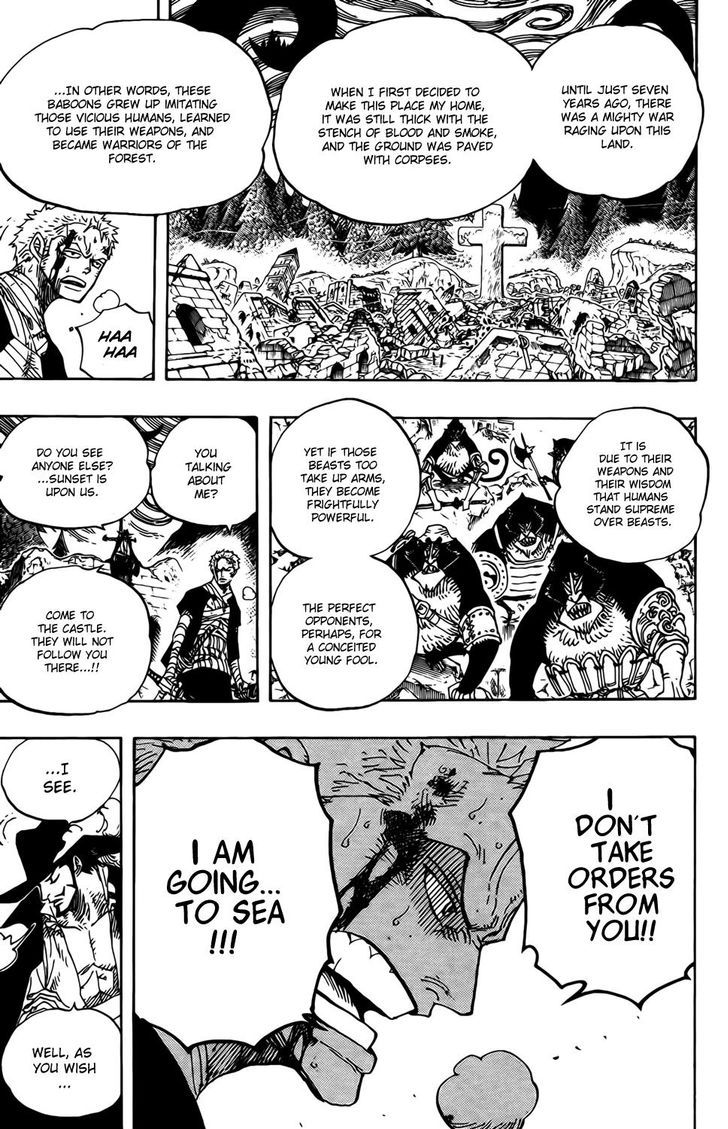 UNTIL JUST SEVEN
YEARS AGO, THERE
WAS A MIGHTY WAR
RAGING UPON THIS
LAND.
WHEN I FIRST DECIDED TO
MAKE THIS PLACE MY HOME,
IT WAS STILL THICK WITH THE
STENCH OF BLOOD AND SMOKE,
AND THE GROUND WAS PAVED
WITH CORPSES.
...IN OTHER WORDS, THESE
BABOONS GREW UP IMITATING
THOSE VICIOUS HUMANS, LEARNED
TO USE THEIR WEAPONS, AND
BECAME WARRIORS OF THE
FOREST.
HAA
HAA
IT IS
DUE TO THEIR
WEAPONS AND
THEIR WISDOM
THAT HUMANS
STAND SUPREME
OVER BEASTS.
YET IF THOSE
BEASTS TOO
TAKE UP ARMS,
THEY BECOME
FRIGHTFULLY
POWERFUL.
THE PERFECT
OPPONENTS,
PERHAPS, FOR
A CONCEITED
YOUNG FOOL.
YOU
TALKING
ABOUT
ME?
DO YOU SEE
ANYONE ELSE?
...SUNSET IS
UPON US.
COME TO
THE CASTLE.
THEY WILL NOT
FOLLOW YOU
THERE...!!
I
DON'T
TAKE
ORDERS
FROM
YOU!!
I AM
GOING...
TO SEA
!!!
...I
SEE.
WELL, AS
YOU WISH
...